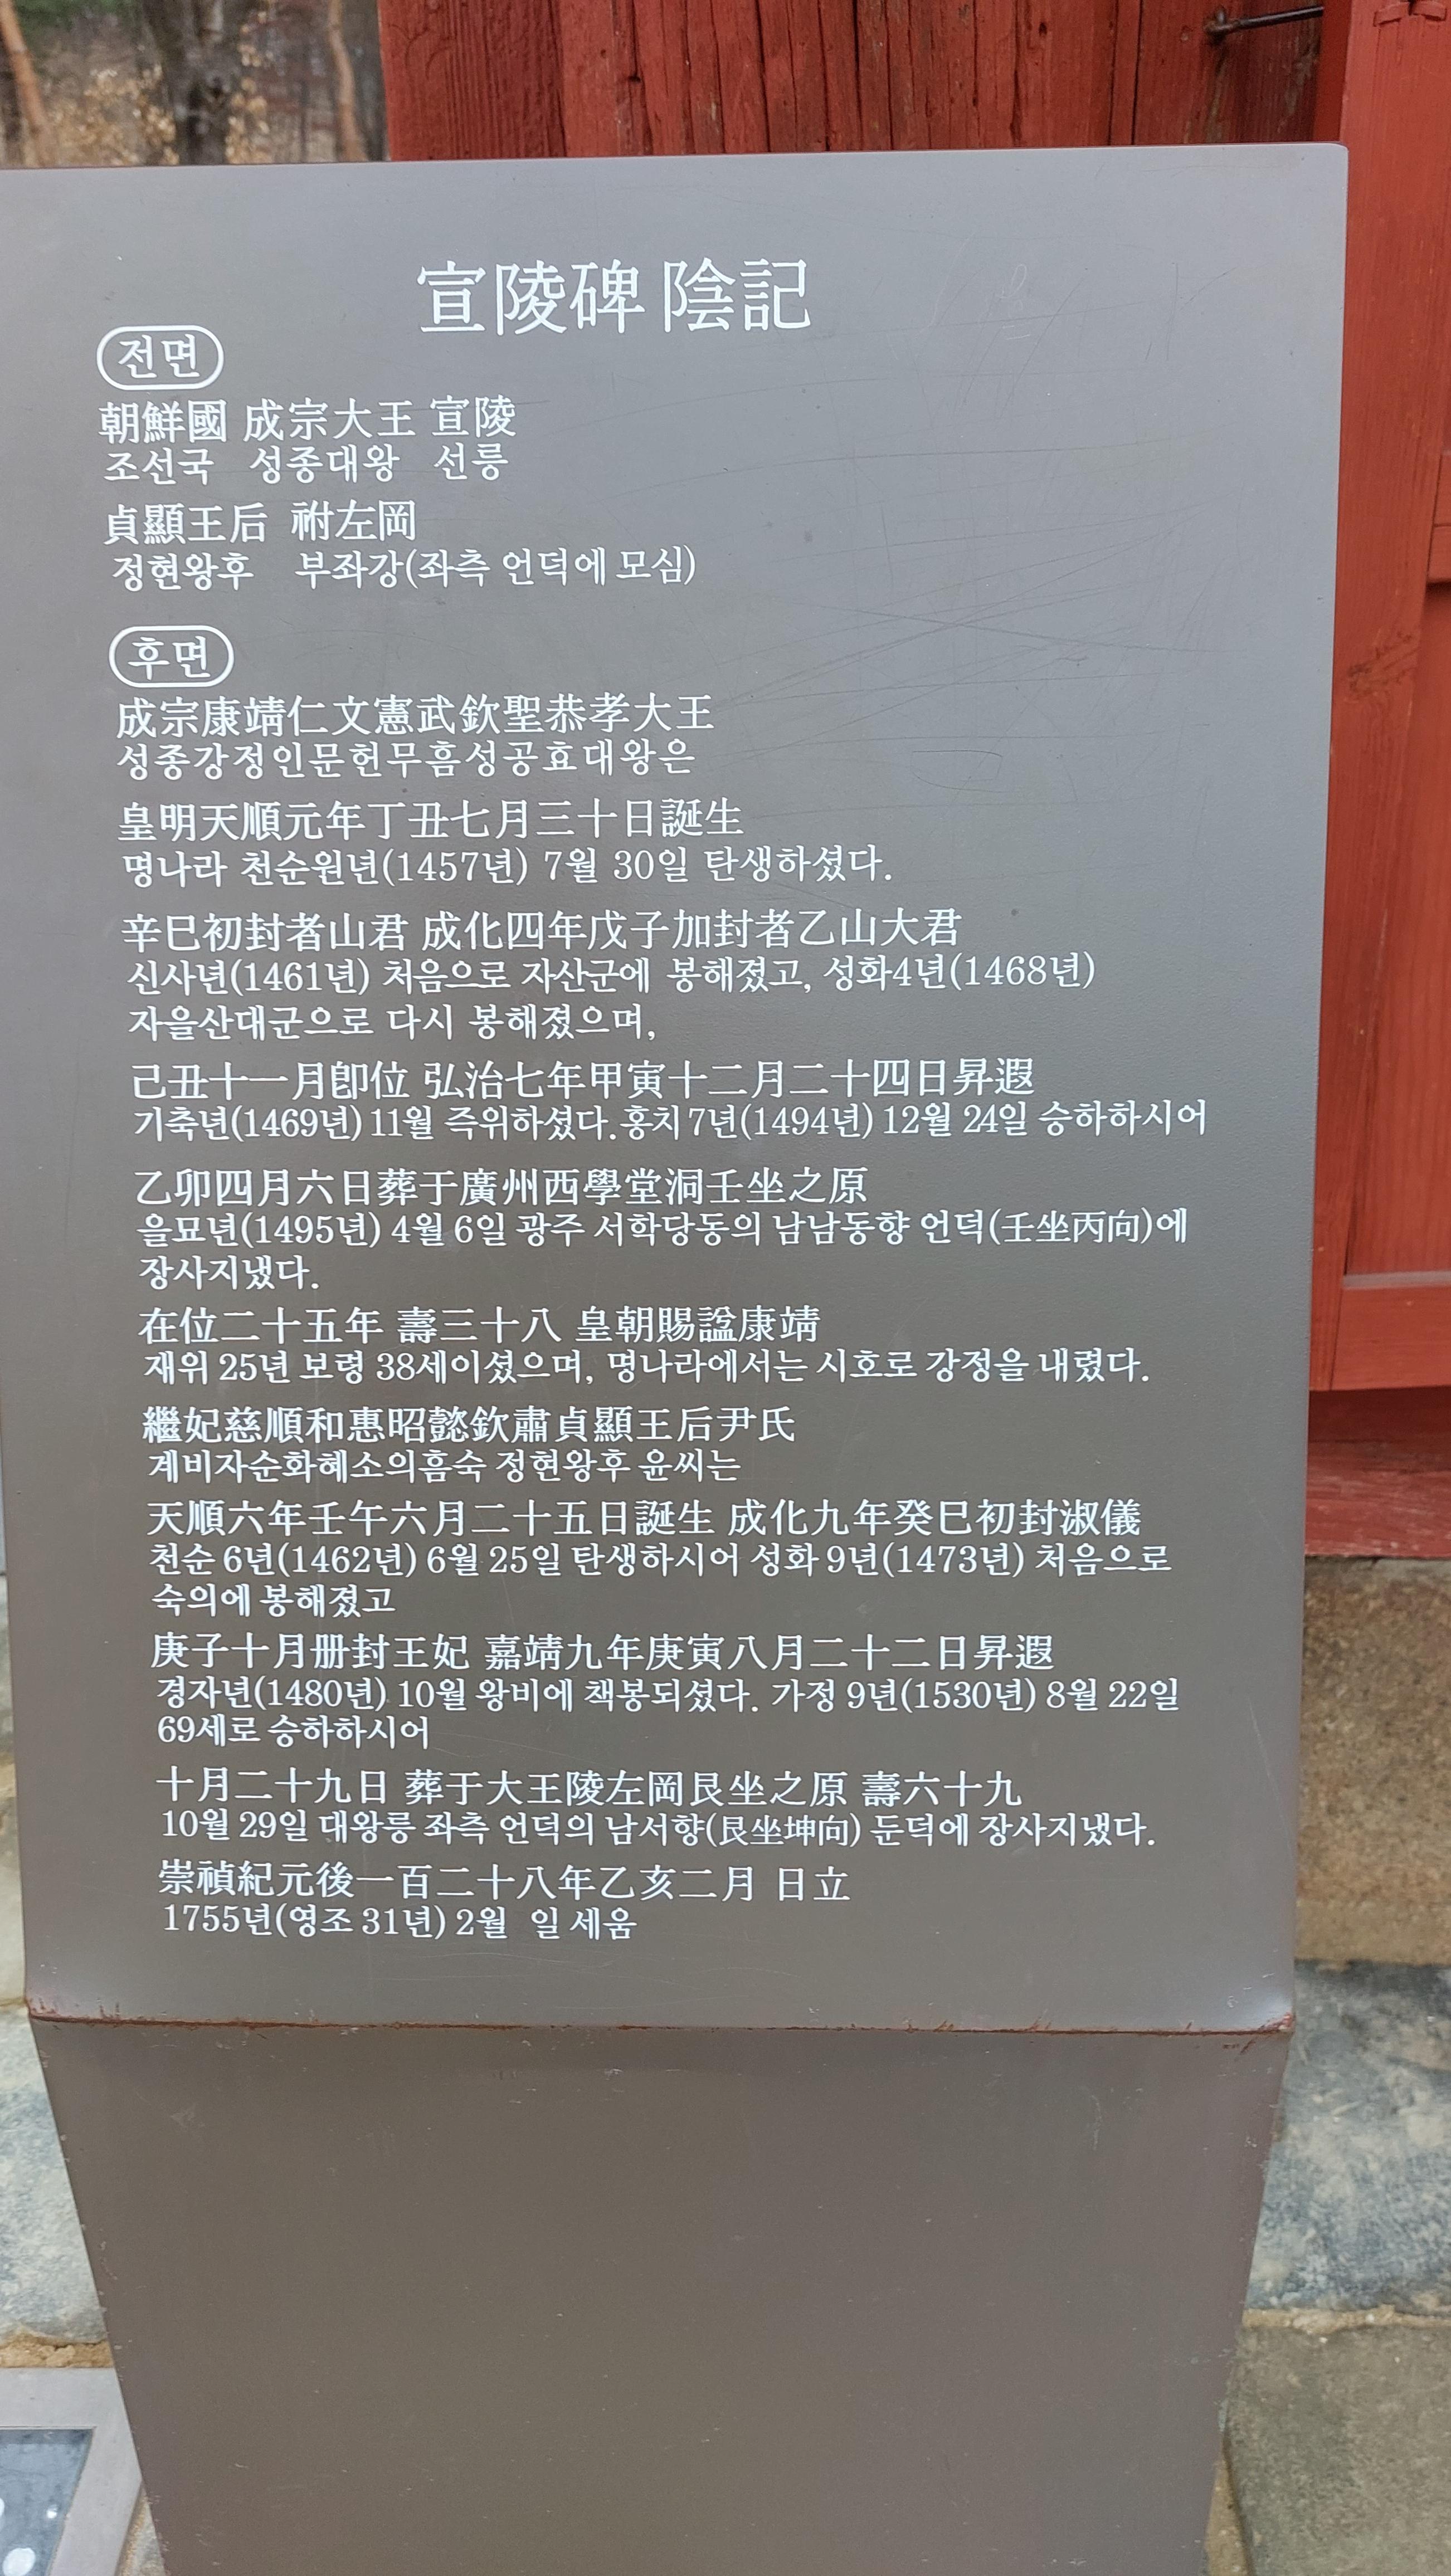 宣陵碑 陰記
전면
朝鮮國 成宗大王 宣陵
조선국 성종대왕 선릉
貞顯王后 祔左岡
정현왕후 부좌강(좌측 언덕에 모심)
후면
成宗康靖仁文憲武欽聖恭孝大王
성종강정인문헌무흠성공효대왕은
皇明天順元年丁丑七月三十日誕生
명나라 천순원년(1457년) 7월 30일 탄생하셨다.
辛巳初封者山君 成化四年戊子加封者乙山大君
신사년(1461년) 처음으로 자산군에 봉해졌고, 성화4년(1468년)
자을산대군으로 다시 봉해졌으며,
己丑十一月卽位 弘治七年甲寅十二月二十四日昇遐
기축년(1469년) 11월 즉위하셨다.홍치 7년(1494년) 12월 24일 승하하시어
乙卯四月六日葬于廣州西學堂洞壬坐之原
을묘년(1495년) 4월 6일 광주 서학당동의 남남동향 언덕(壬坐丙向)에
장사지냈다.
在位二十五年 壽三十八 皇朝賜諡康靖
재위 25년 보령 38세이셨으며, 명나라에서는 시호로 강정을 내렸다.
繼妃慈順和惠昭懿欽肅貞顯王后尹氏
계비자순화혜소의흠숙 정현왕후 윤씨는
天順六年壬午六月二十五日誕生 成化九年癸巳初封淑儀
천순 6년(1462년) 6월 25일 탄생하시어 성화 9년(1473년) 처음으로
숙의에 봉해졌고
庚子十月册封王妃 嘉靖九年庚寅八月二十二日昇遐
경자년(1480년) 10월 왕비에 책봉되셨다. 가정 9년(1530년) 8월 22일
69세로 승하하시어
十月二十九日 葬于大王陵左岡艮坐之原 壽六十九
10월 29일 대왕릉 좌측 언덕의 남서향(艮坐坤向) 둔덕에 장사지냈다.
崇禎紀元後一百二十八年乙亥二月 日立
1755년(영조 31년) 2월 일 세움